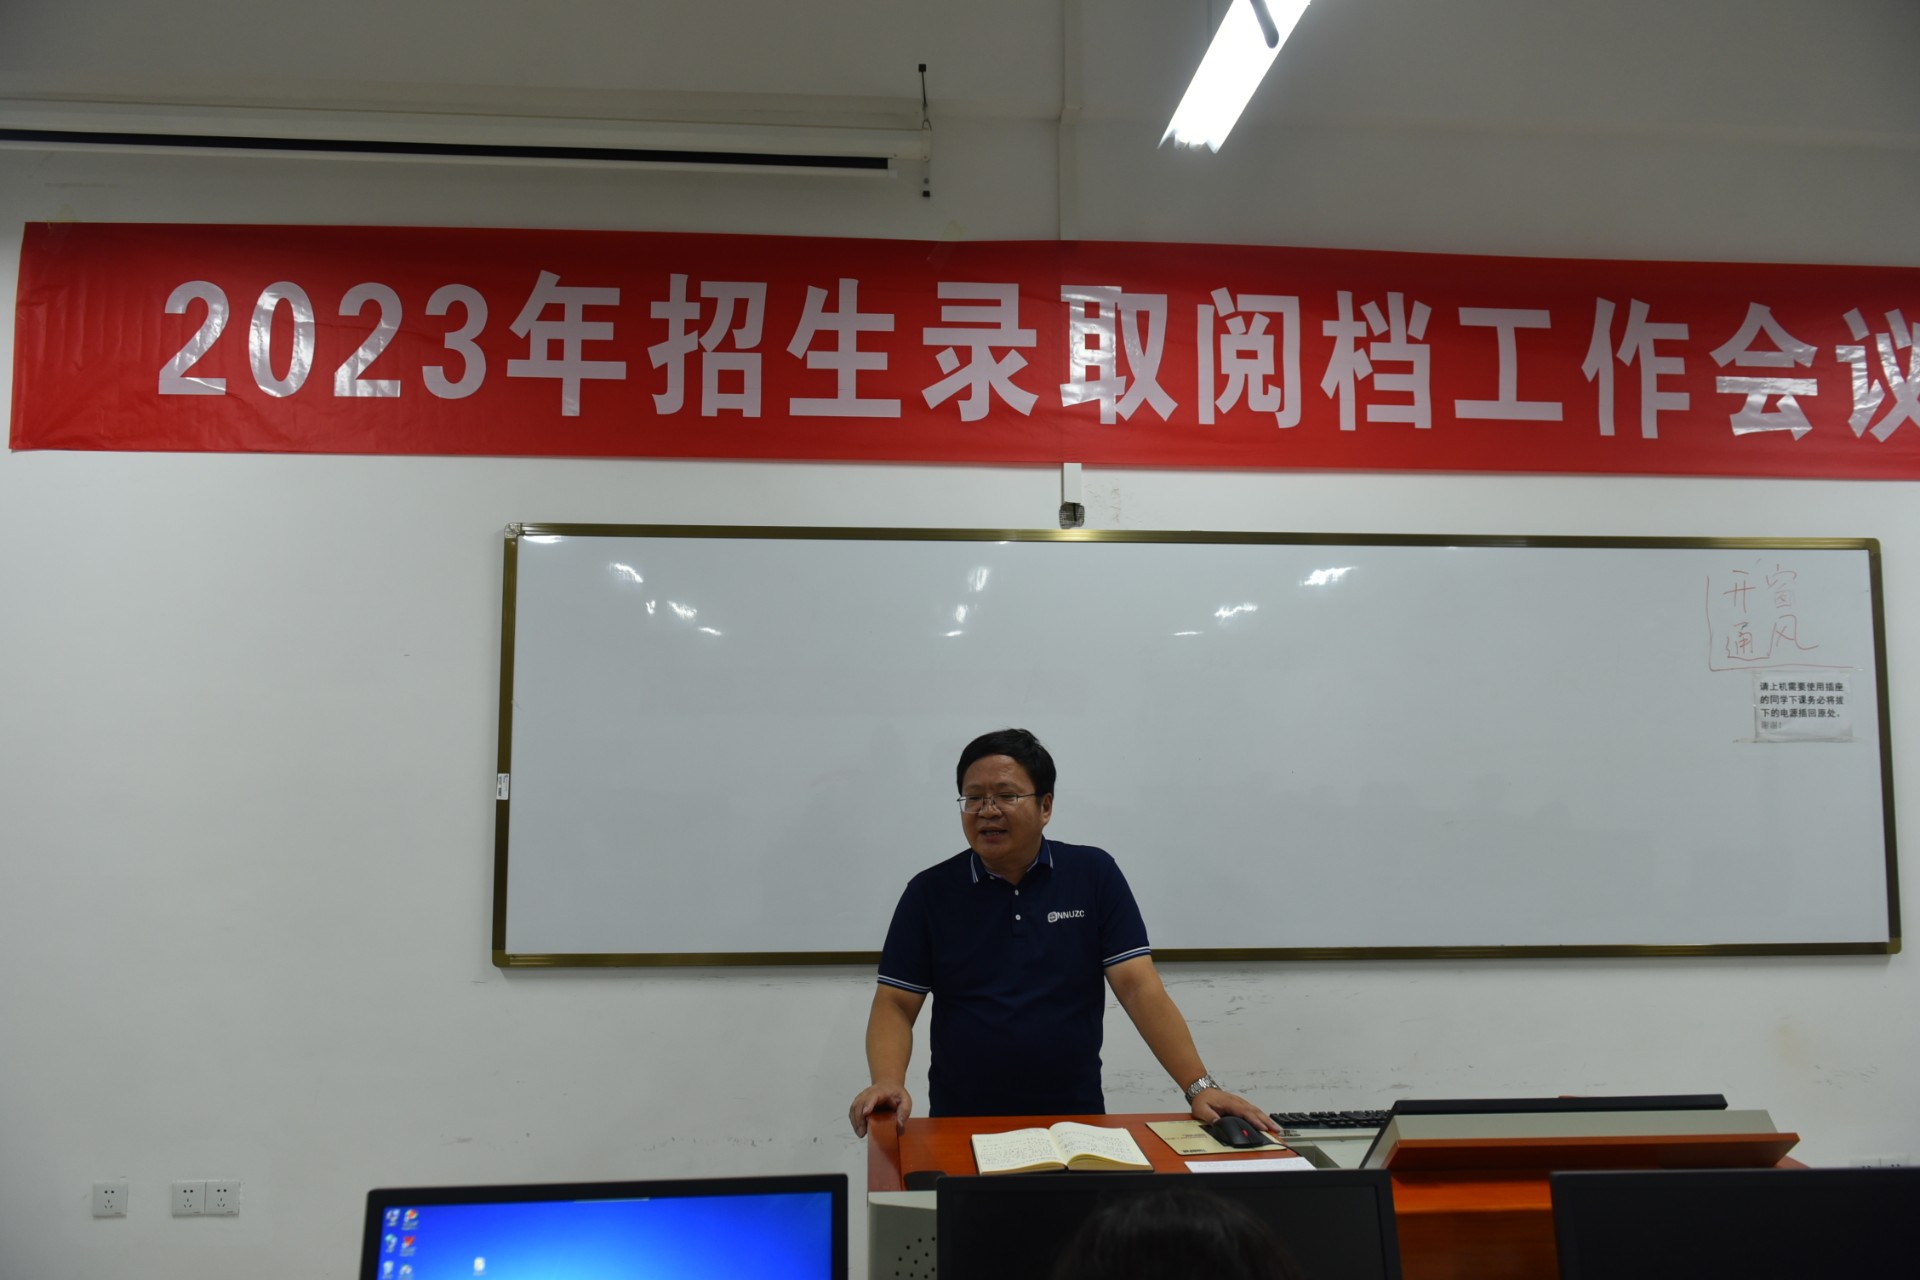 2023年招生录取阅档工作会议
开窗
通风
请上机需要使用插座
的同学下课务必将拔
下的电源插回原处。
谢谢!
NNUZC